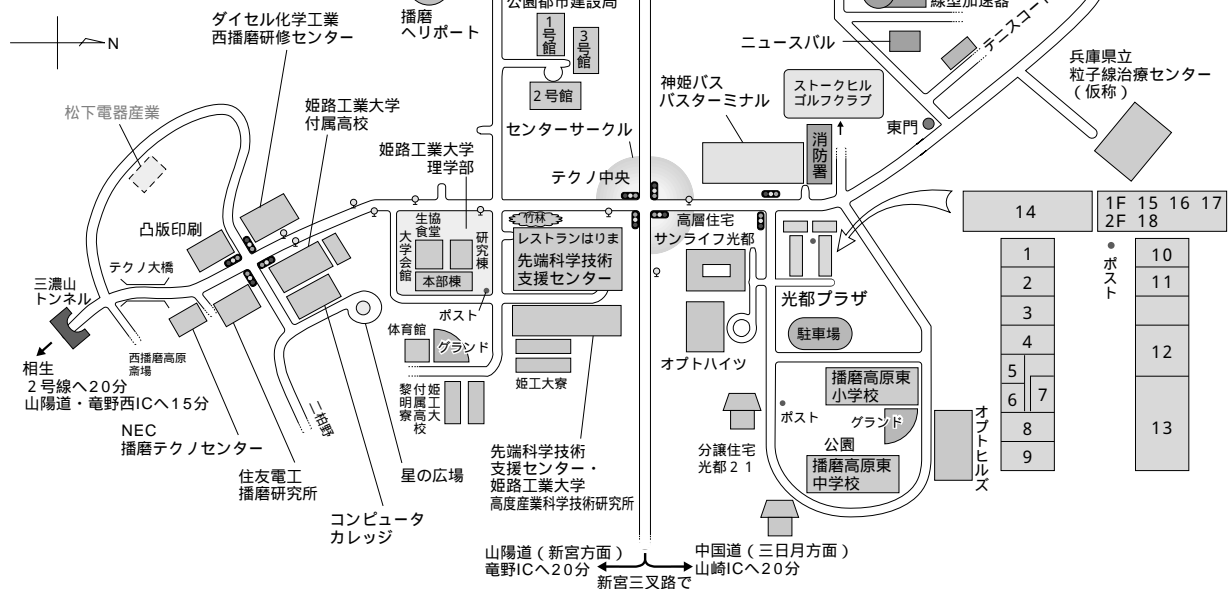 公園都市建設局
線型加速器
ダイセル化学工業
西播磨研修センター
播磨
ヘリポート
1号館
3号館
2号館
N
ニュースバル
テニスコート
兵庫県立
粒子線治療センター
（仮称）
松下電器産業
姫路工業大学
付属高校
神姫バス
バスターミナル
ストークヒル
ゴルフクラブ
センターサークル
東門
消防署
姫路工業大学
理学部
テクノ中央
凸版印刷
生協
食堂
大学会館
研究棟
本部棟
竹林
レストランはりま
先端科学技術
支援センター
高層住宅
サンライフ光都
14
1F 15 16 17
2F 18
ポスト
1
2
3
4
5
6
7
8
9
10
11
12
13
テクノ大橋
三濃山
トンネル
光都プラザ
ポスト
駐車場
体育館
グランド
西播磨高原
斎場
相生
2号線へ20分
山陽道・竜野西ICへ15分
オプトハイツ
姫工大寮
播磨高原東
小学校
姫工大
付属高校
黎明寮
二柏野
ポスト
グランド
オプトヒルズ
NEC
播磨テクノセンター
公園
分譲住宅
光都21
播磨高原東
中学校
先端科学技術
支援センター・
姫路工業大学
高度産業科学技術研究所
星の広場
住友電工
播磨研究所
コンピュータ
カレッジ
山陽道（新宮方面）
竜野ICへ20分
中国道（三日月方面）
山崎ICへ20分
新宮三叉路で